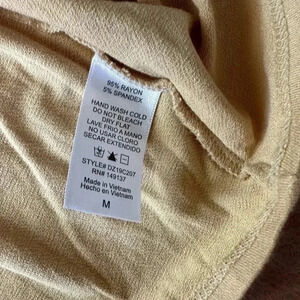 95% RAYON
5% SPANDEX
HAND WASH COLD
DO NOT BLEACH
DRY FLAT
LAVE FRIO A MANO
NO USAR CLORO
SECAR EXTENDIDO
STYLE# DZ19C207
RN# 149137
Made in Vietnam
Hecho en Vietnam
M